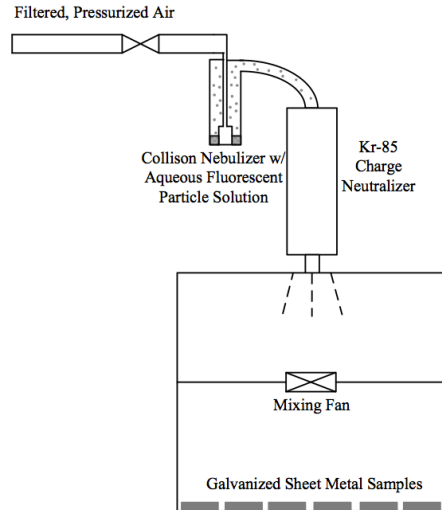 Filtered, Pressurized Air
Collison Nebulizer w/
Aqueous Fluorescent
Particle Solution
Kr-85
Charge
Neutralizer
Mixing Fan
Galvanized Sheet Metal Samples